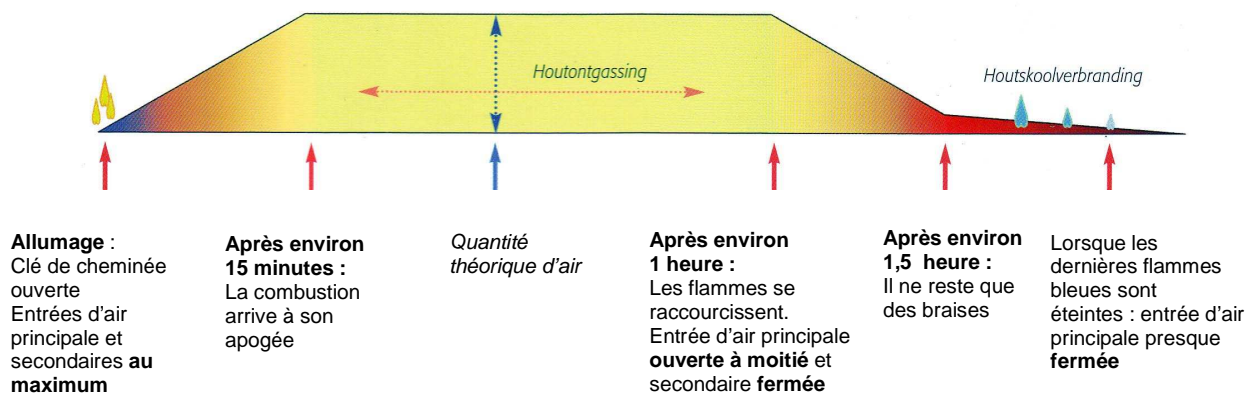 Houtontgassing
Houtskoolverbranding
Allumage :
Clé de cheminée
ouverte
Entrées d'air
principale et
secondaires au
maximum
Après environ
15 minutes :
La combustion
arrive à son
apogée
Quantité
théorique d'air
Après environ
1 heure :
Les flammes se
raccourcissent.
Entrée d'air principale
ouverte à moitié et
secondaire fermée
Après environ
1,5 heure :
Il ne reste que
des braises
Lorsque les
dernières flammes
bleues sont
éteintes : entrée d'air
principale presque
fermée